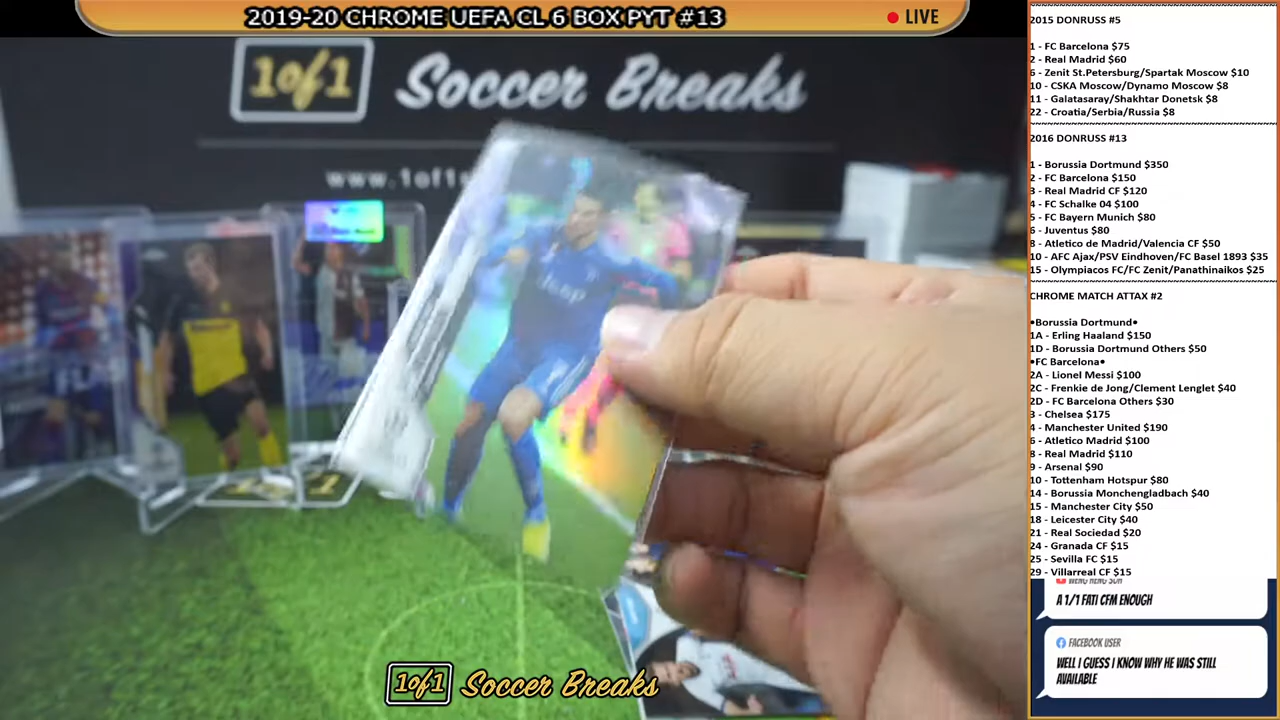 2019-20 CHROME UEFA CL 6 BOX PYT #13
LIVE
1of1 Soccer Breaks
www.1of1s
Jeep
1of1 Soccer Breaks
2015 DONRUSS #5
1 - FC Barcelona $75
2 - Real Madrid $60
6 - Zenit St.Petersburg/Spartak Moscow $10
10 - CSKA Moscow/Dynamo Moscow $8
11 - Galatasaray/Shakhtar Donetsk $8
22 - Croatia/Serbia/Russia $8
2016 DONRUSS #13
1 - Borussia Dortmund $350
2 - FC Barcelona $150
3 - Real Madrid CF $120
4 - FC Schalke 04 $100
5 - FC Bayern Munich $80
6 - Juventus $80
8 - Atletico de Madrid/Valencia CF $50
10 - AFC Ajax/PSV Eindhoven/FC Basel 1893 $35
15 - Olympiacos FC/FC Zenit/Panathinaikos $25
CHROME MATCH ATTAX #2
•Borussia Dortmund•
1A - Erling Haaland $150
1D - Borussia Dortmund Others $50
•FC Barcelona•
2A - Lionel Messi $100
2C - Frenkie de Jong/Clement Lenglet $40
2D - FC Barcelona Others $30
3 - Chelsea $175
4 - Manchester United $190
6 - Atletico Madrid $100
8 - Real Madrid $110
9 - Arsenal $90
10 - Tottenham Hotspur $80
14 - Borussia Monchengladbach $40
15 - Manchester City $50
18 - Leicester City $40
21 - Real Sociedad $20
24 - Granada CF $15
25 - Sevilla FC $15
29 - Villarreal CF $15
WENG HENG SOH
A 1/1 FATI CFM ENOUGH
FACEBOOK USER
WELL I GUESS I KNOW WHY HE WAS STILL
AVAILABLE